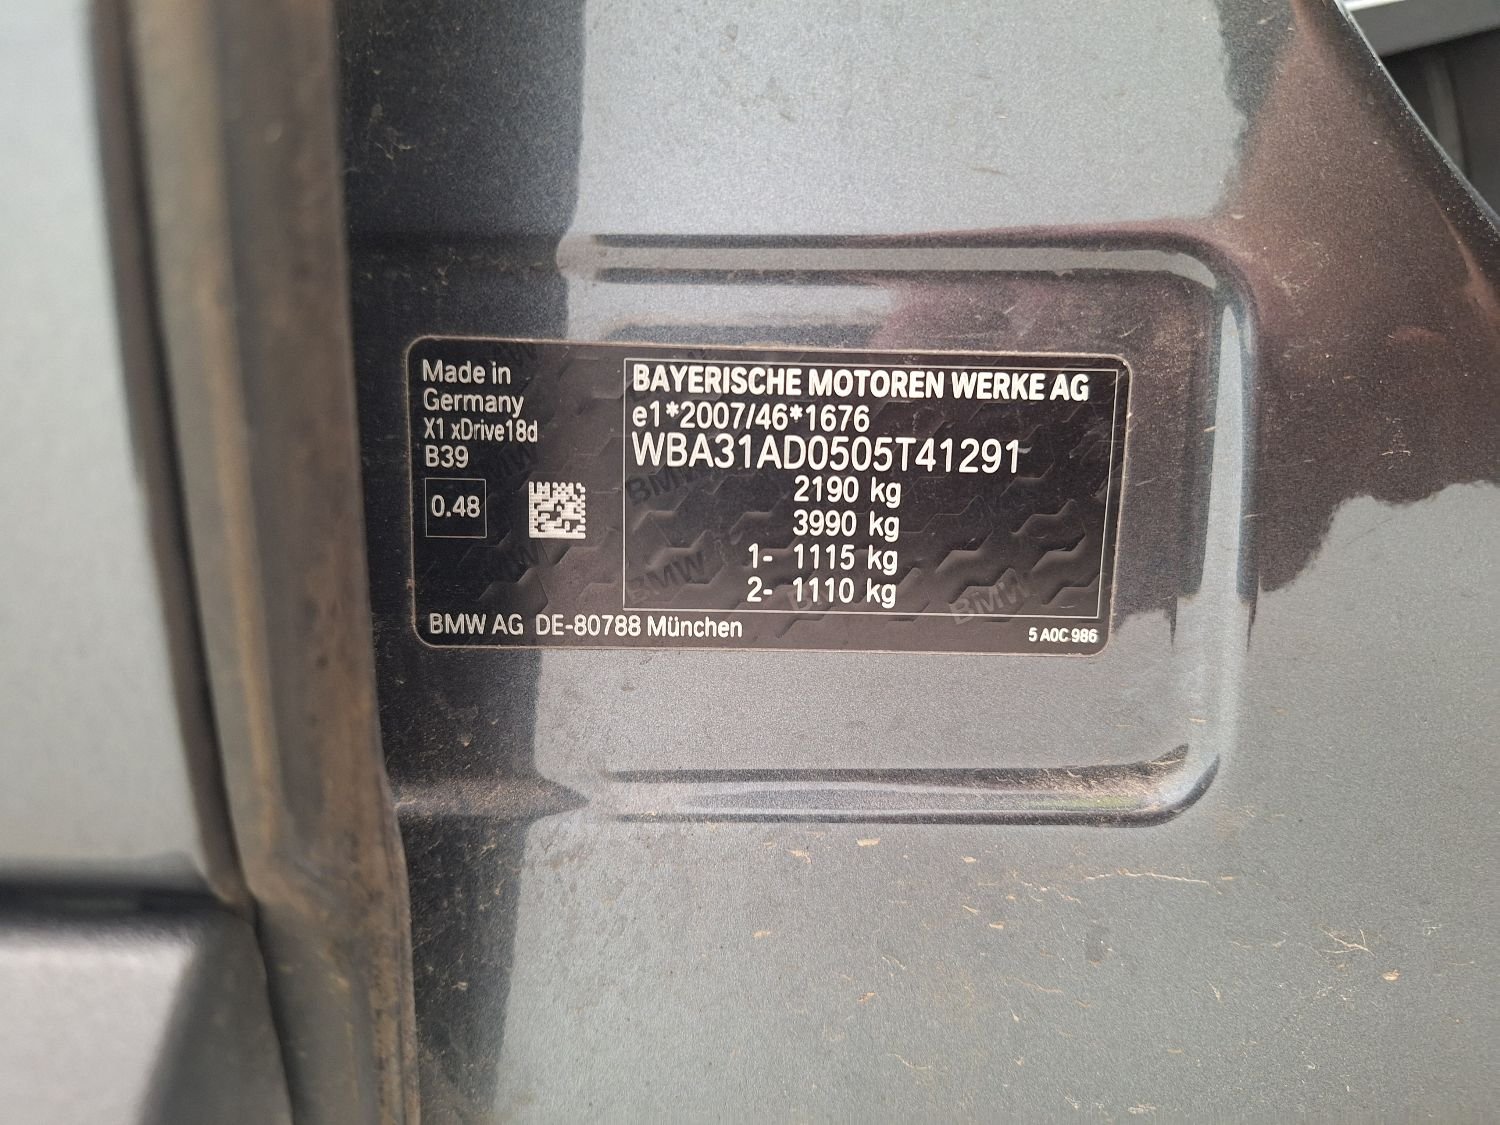 Made in
Germany
X1 xDrive18d
B39
0.48
BAYERISCHE MOTOREN WERKE AG
e1*2007/46*1676
WBA31AD0505T41291
2190 kg
3990 kg
1- 1115 kg
2- 1110 kg
BMW AG DE-80788 München
5 A0C 986